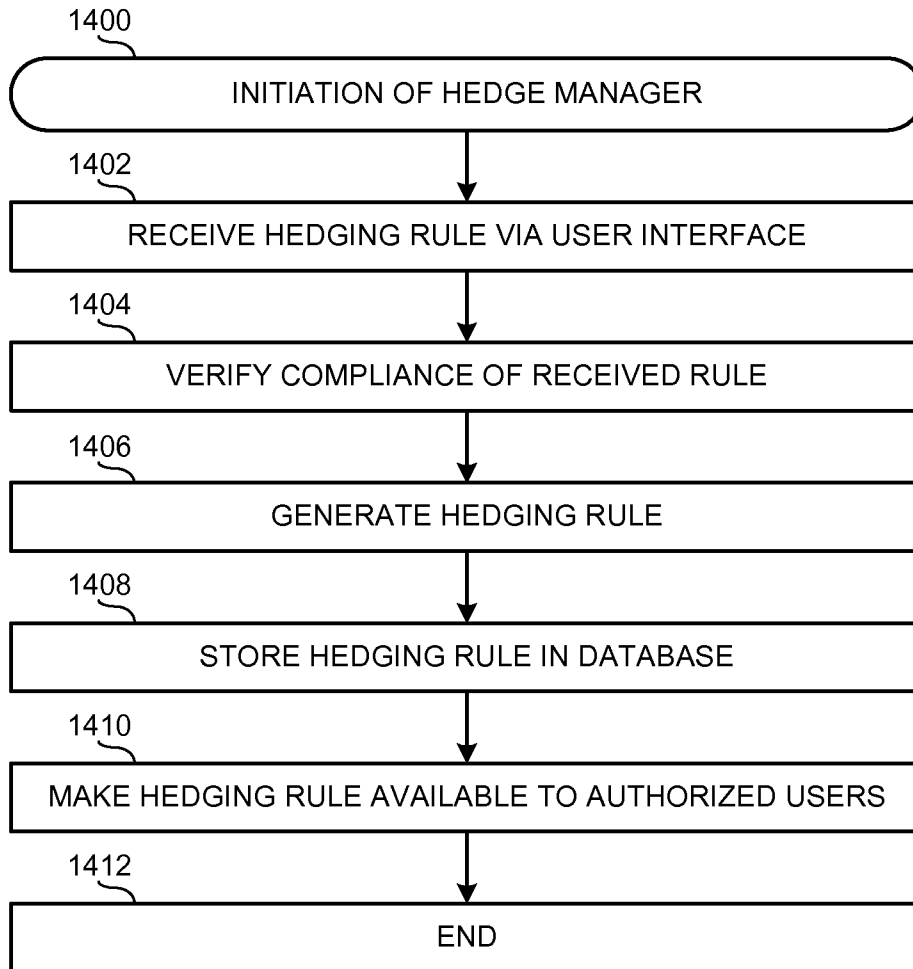 1400
INITIATION OF HEDGE MANAGER
1402
RECEIVE HEDGING RULE VIA USER INTERFACE
1404
VERIFY COMPLIANCE OF RECEIVED RULE
1406
GENERATE HEDGING RULE
1408
STORE HEDGING RULE IN DATABASE
1410
MAKE HEDGING RULE AVAILABLE TO AUTHORIZED USERS
1412
END